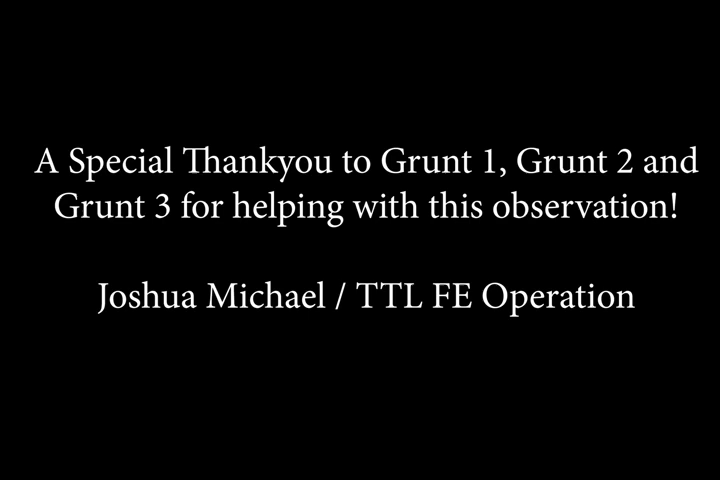 A Special Thankyou to Grunt 1, Grunt 2 and
Grunt 3 for helping with this observation!
Joshua Michael / TTL FE Operation